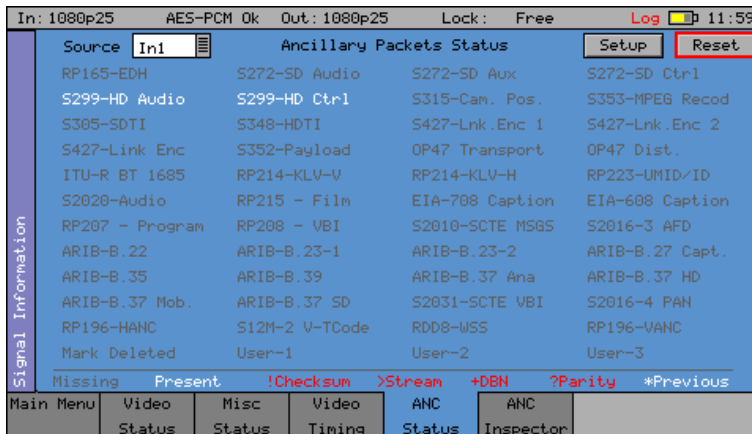 In: 1080p25 AES-PCM Ok Out: 1080p25 Lock: Free Log 11:59
Source In1 Ancillary Packets Status Setup Reset
RP165-EDH S272-SD Audio S272-SD Aux S272-SD Ctrl
S299-HD Audio S299-HD Ctrl S315-Cam. Pos. S353-MPEG Recod
S305-SDTI S348-HDTI S427-Lnk.Enc 1 S427-Lnk.Enc 2
S427-Link Enc S352-Payload OP47 Transport OP47 Dist.
ITU-R BT 1685 RP214-KLV-V RP214-KLV-H RP223-UMID/ID
S2020-Audio RP215 - Film EIA-708 Caption EIA-608 Caption
RP207 - Program RP208 - VBI S2010-SCTE MSGS S2016-3 AFD
ARIB-B.22 ARIB-B.23-1 ARIB-B.23-2 ARIB-B.27 Capt.
ARIB-B.35 ARIB-B.39 ARIB-B.37 Ana ARIB-B.37 HD
ARIB-B.37 Mob. ARIB-B.37 SD S2031-SCTE VBI S2016-4 PAN
RP196-HANC S12M-2 V-TCode RDD8-WSS RP196-VANC
Mark Deleted User-1 User-2 User-3
Signal Information
Missing Present !Checksum >Stream +DBN ?Parity *Previous
Main Menu Video Status Misc Status Video Timing ANC Status ANC Inspector